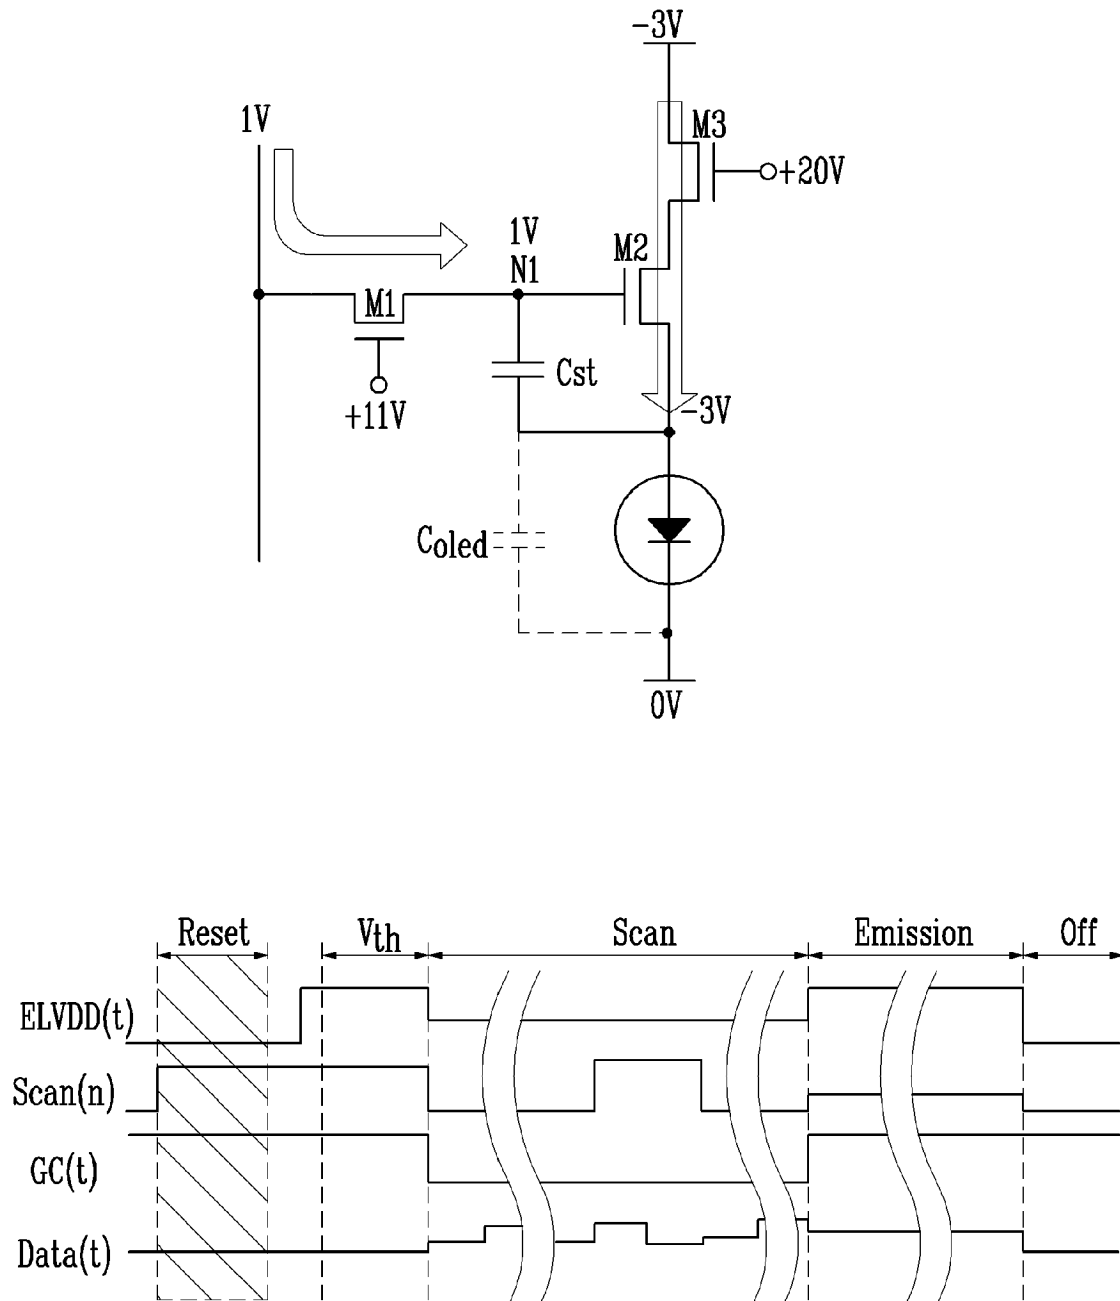 -3V
1V
M3
+20V
1V
N1
M2
M1
Cst
+11V
-3V
Coled
0V
Reset
Vth
Scan
Emission
Off
ELVDD(t)
Scan(n)
GC(t)
Data(t)